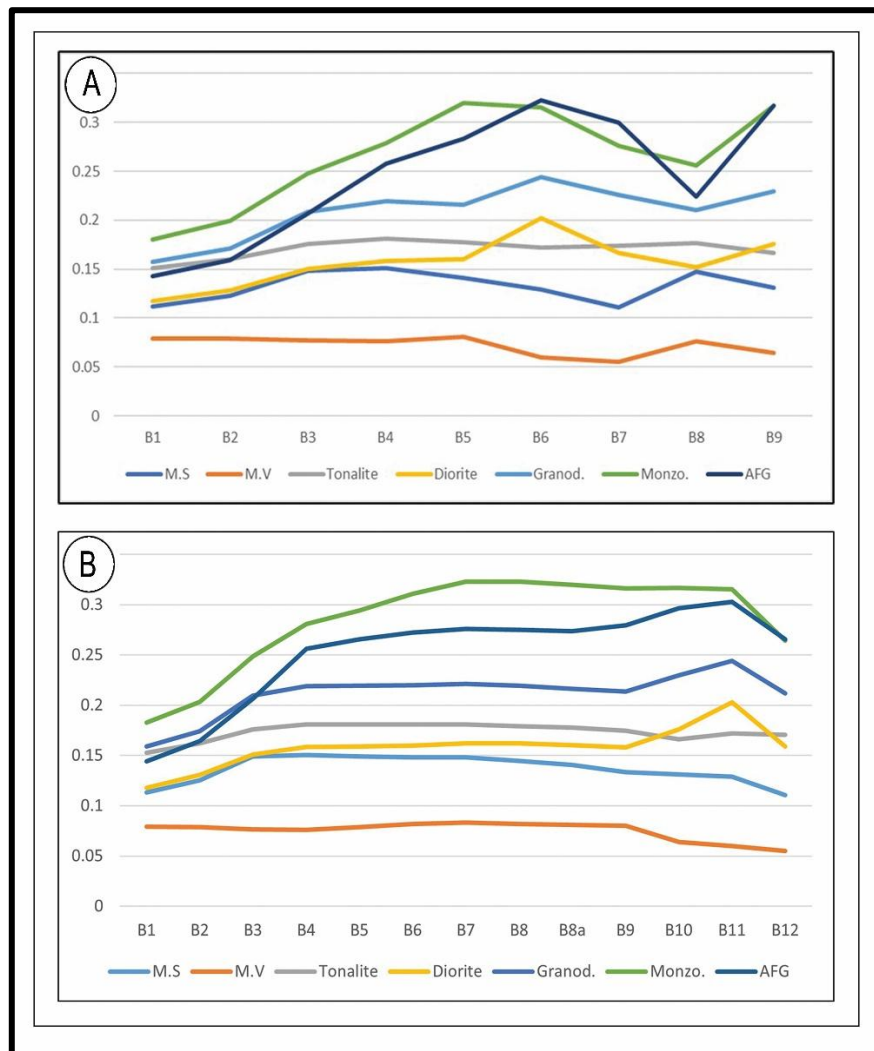 A
0.3
0.25
0.2
0.15
0.1
0.05
0
B1 B2 B3 B4 B5 B6 B7 B8 B9
M.S M.V Tonalite Diorite Granod. Monzo. AFG
B
0.3
0.25
0.2
0.15
0.1
0.05
0
B1 B2 B3 B4 B5 B6 B7 B8 B8a B9 B10 B11 B12
M.S M.V Tonalite Diorite Granod. Monzo. AFG